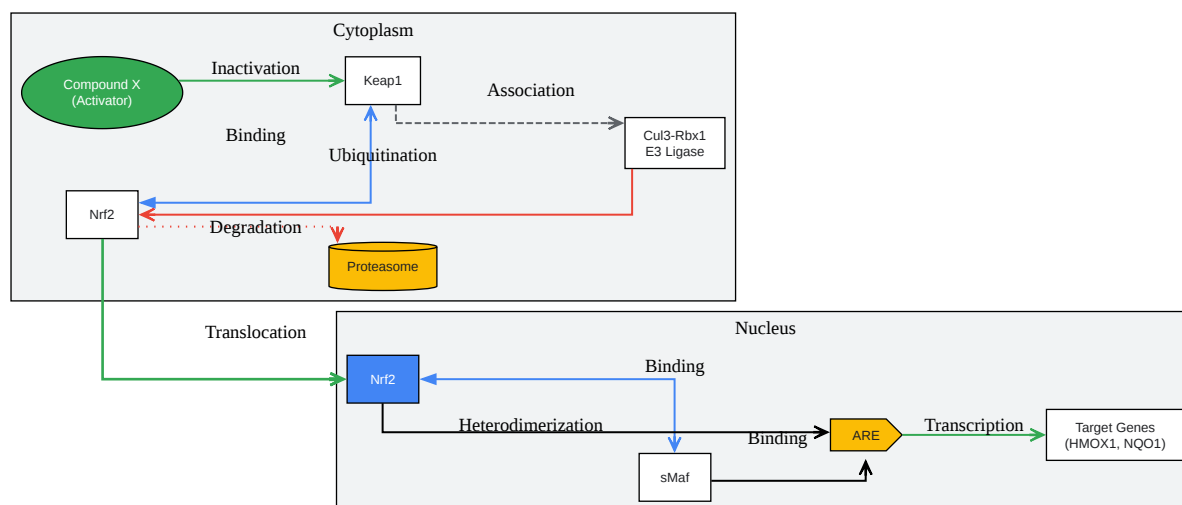 Cytoplasm
Inactivation
Compound X
(Activator)
Keap1
Association
Binding
Cul3-Rbx1
E3 Ligase
Ubiquitination
Nrf2
Degradation
Proteasome
Translocation
Nucleus
Nrf2
Binding
Heterodimerization
Binding
ARE
Transcription
Target Genes
(HMOX1, NQO1)
sMaf